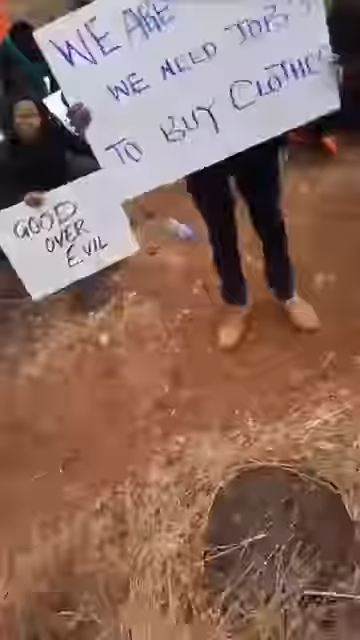 WE ARE
WE NEED JOBS
TO BUY CLOTHES
GOOD
OVER
EVIL